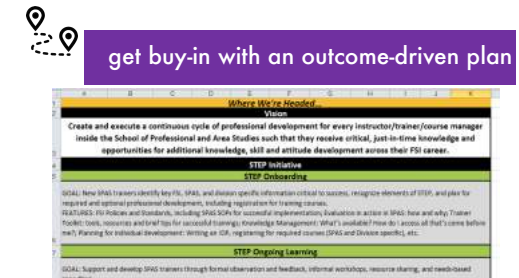 get buy-in with an outcome-driven plan
A B C D E F G H I J K
1 Where We're Headed...
2 Vision
Create and execute a continuous cycle of professional development for every instructor/trainer/course manager
inside the School of Professional and Area Studies such that they receive critical, just-in-time knowledge and
3 opportunities for additional knowledge, skill and attitude development across their FSI career.
4 STEP Initiative
5 STEP Onboarding
GOAL: New SPAS trainers identify key FSI, SPAS, and division specific information critical to success, recognize elements of STEP, and plan for
required and optional professional development, including registration for training courses.
FEATURES: FSI Policies and Standards, including SPAS SOPs for successful implementation; Evaluation in action in SPAS: how and why; Trainer
Toolkit: tools, resources and brief tips for successful trainings; Knowledge Management: What's available? How do I access all that's come before
6 me?; Planning for individual development: Writing an IDP, registering for required courses (SPAS and Division specific), etc.
STEP Ongoing Learning
GOAL: Support and develop SPAS trainers through formal observation and feedback, informal workshops, resource sharing, and needs-based